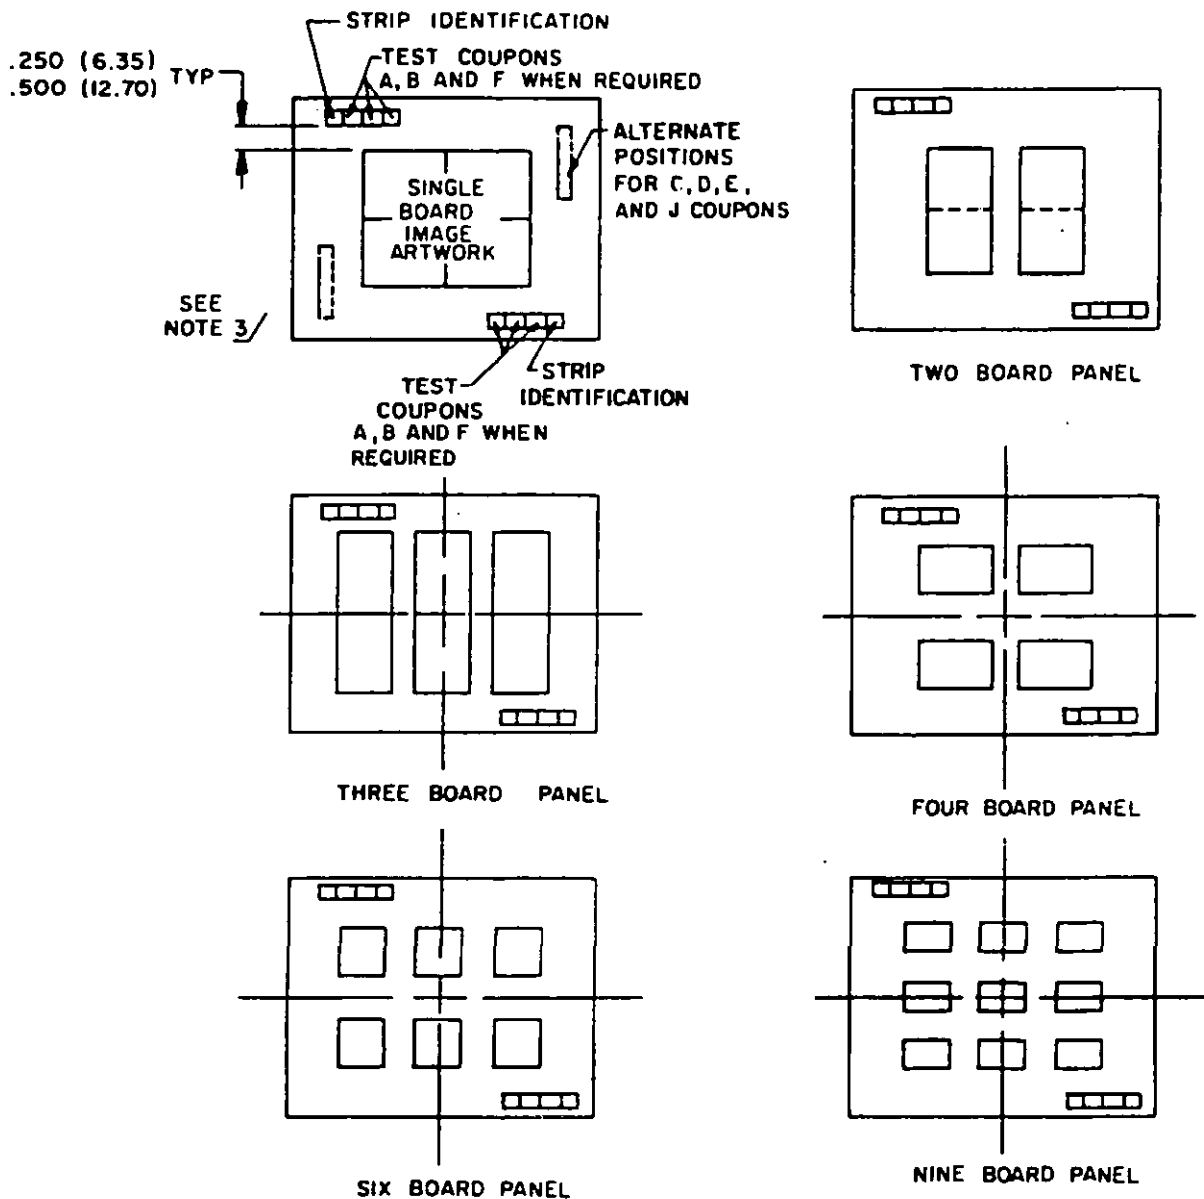 STRIP IDENTIFICATION
.250 (6.35)
.500 (12.70) TYP
TEST COUPONS
A, B AND F WHEN REQUIRED
ALTERNATE
POSITIONS
FOR C, D, E,
AND J COUPONS
SINGLE
BOARD
IMAGE
ARTWORK
SEE
NOTE 3/
STRIP
IDENTIFICATION
TEST
COUPONS
A, B AND F WHEN
REQUIRED
TWO BOARD PANEL
THREE BOARD PANEL
FOUR BOARD PANEL
SIX BOARD PANEL
NINE BOARD PANEL